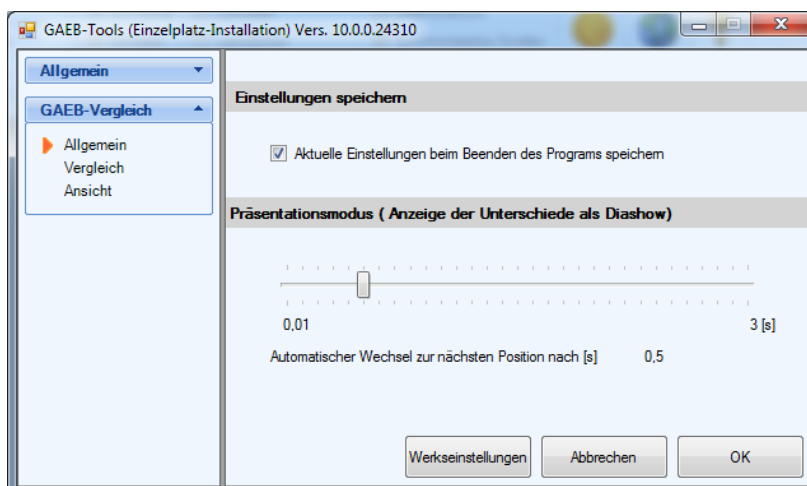 GAEB-Tools (Einzelplatz-Installation) Vers. 10.0.0.24310
Allgemein
GAEB-Vergleich
Allgemein
Vergleich
Ansicht
Einstellungen speichern
Aktuelle Einstellungen beim Beenden des Programs speichern
Präsentationsmodus ( Anzeige der Unterschiede als Diashow)
0,01 3 [s]
Automatischer Wechsel zur nächsten Position nach [s] 0,5
Werkseinstellungen Abbrechen OK